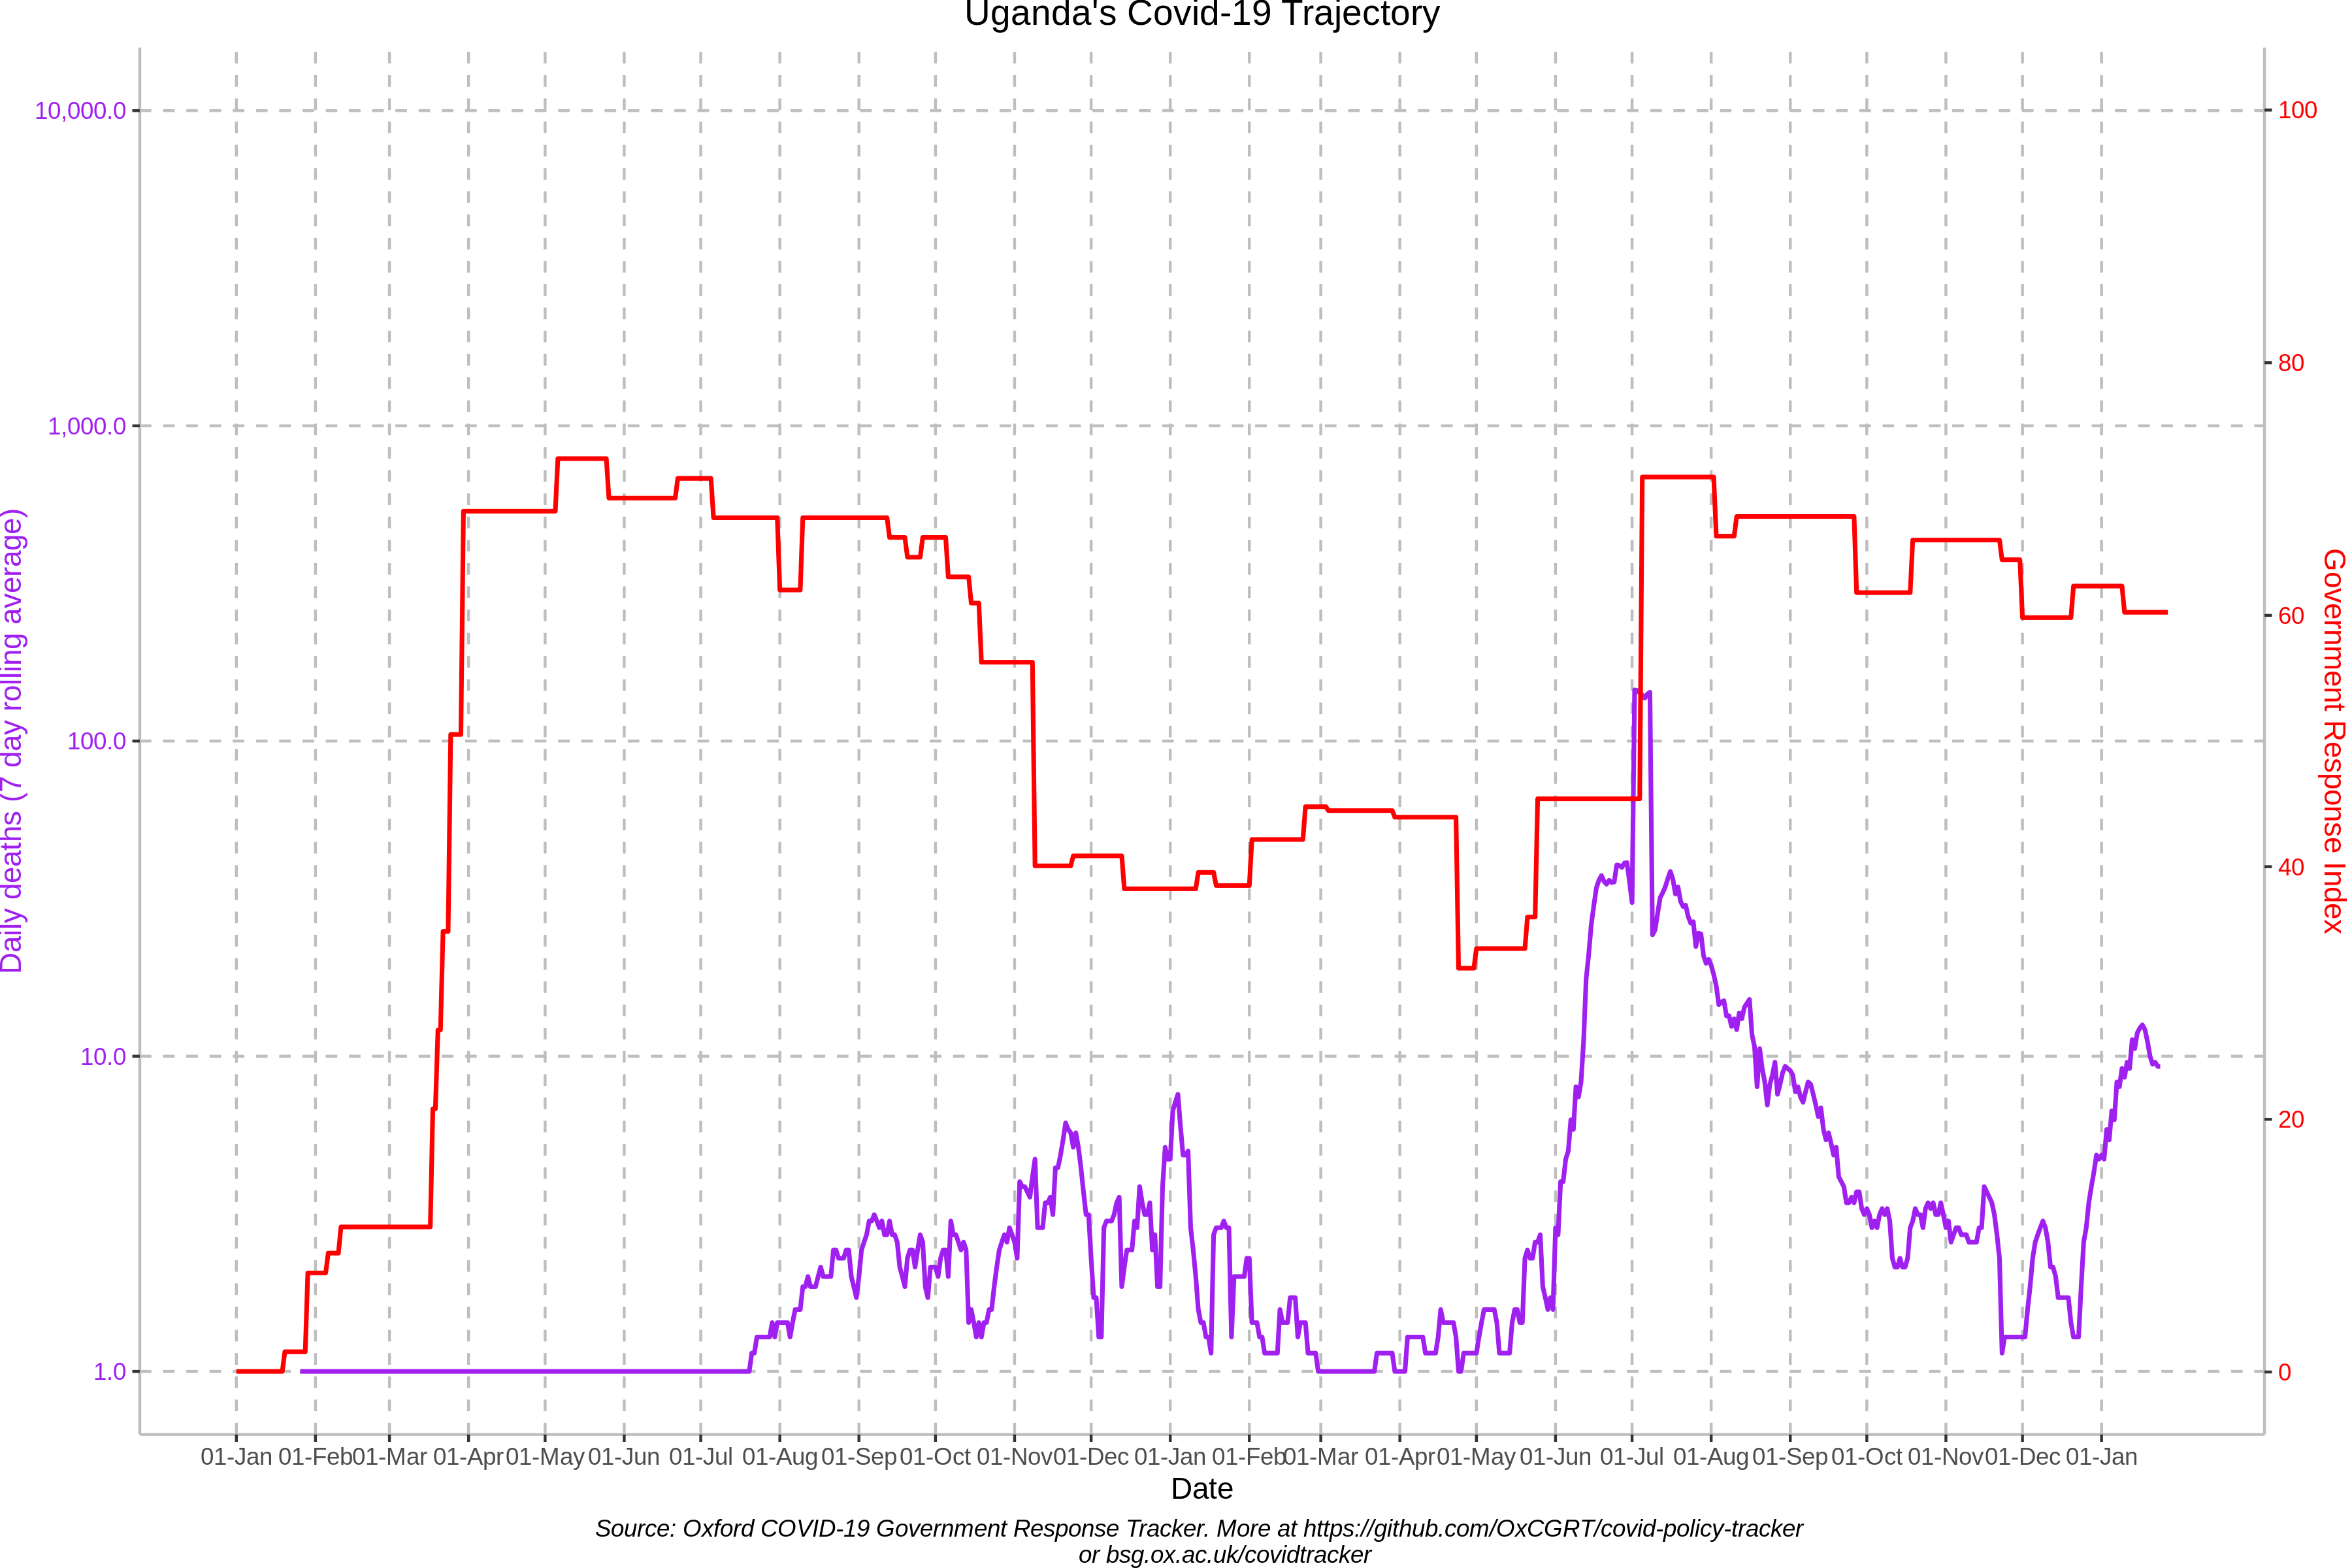 Uganda's Covid-19 Trajectory
10,000.0
1,000.0
100.0
10.0
1.0
Daily deaths (7 day rolling average)
100
80
60
40
20
0
Government Response Index
01-Jan 01-Feb 01-Mar 01-Apr 01-May 01-Jun 01-Jul 01-Aug 01-Sep 01-Oct 01-Nov 01-Dec 01-Jan 01-Feb 01-Mar 01-Apr 01-May 01-Jun 01-Jul 01-Aug 01-Sep 01-Oct 01-Nov 01-Dec 01-Jan
Date
Source: Oxford COVID-19 Government Response Tracker. More at https://github.com/OxCGRT/covid-policy-tracker
or bsg.ox.ac.uk/covidtracker